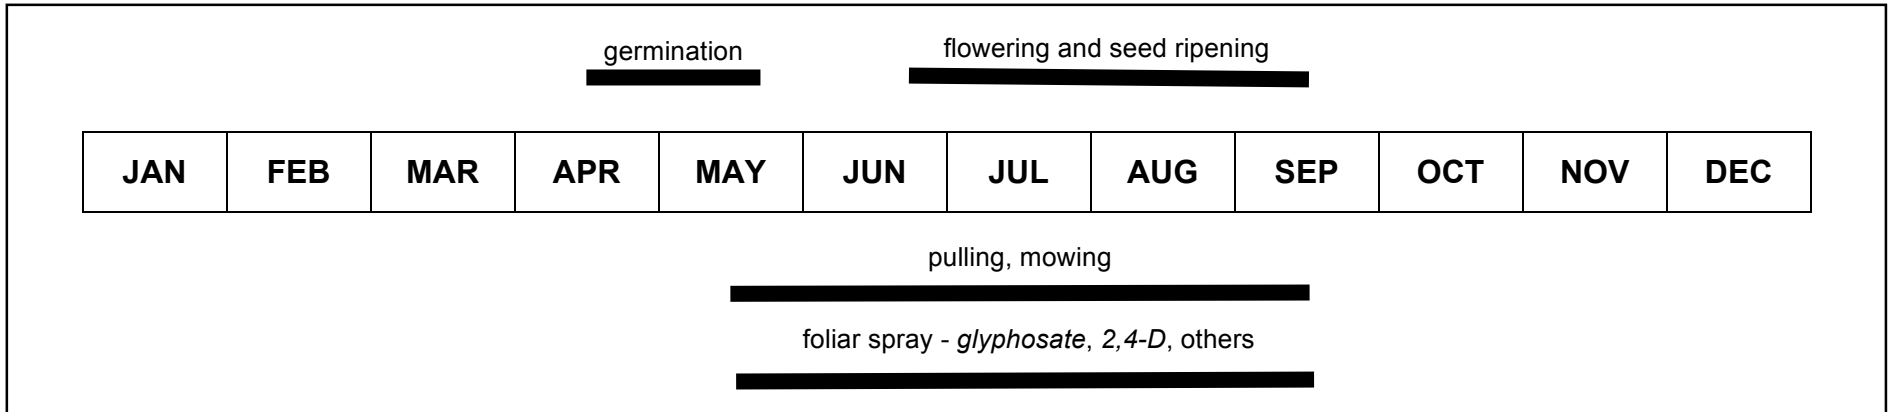 germination
flowering and seed ripening
JAN FEB MAR APR MAY JUN JUL AUG SEP OCT NOV DEC
pulling, mowing
foliar spray - glyphosate, 2,4-D, others